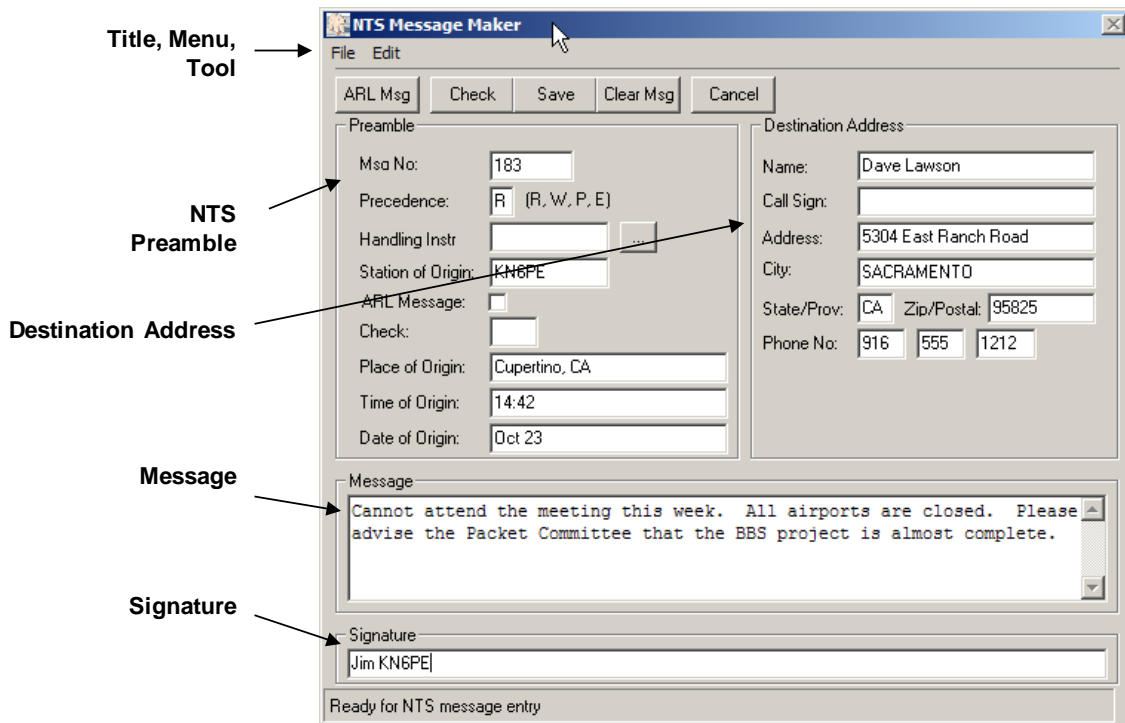 Title, Menu,
Tool
NTS
Preamble
Destination Address
Message
Signature
NTS Message Maker
File Edit
ARL Msg Check Save Clear Msg Cancel
Preamble
Msg No: 183
Precedence: R (R, W, P, E)
Handling Instr ...
Station of Origin: KN6PE
ARL Message:
Check:
Place of Origin: Cupertino, CA
Time of Origin: 14:42
Date of Origin: Oct 23
Destination Address
Name: Dave Lawson
Call Sign:
Address: 5304 East Ranch Road
City: SACRAMENTO
State/Prov: CA Zip/Postal: 95825
Phone No: 916 555 1212
Message
Cannot attend the meeting this week. All airports are closed. Please
advise the Packet Committee that the BBS project is almost complete.
Signature
Jim KN6PE
Ready for NTS message entry